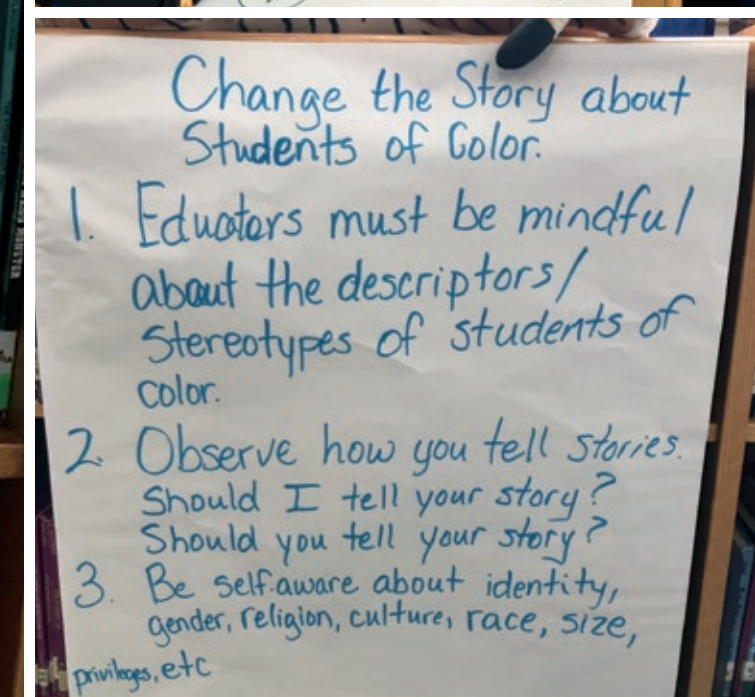 Change the Story about
Students of Color.
1. Eduators must be mindful
about the descriptors/
Stereotypes of students of
color.
2. Observe how you tell stories.
Should I tell your story?
Should you tell your story?
3. Be self.aware about identity,
gender, religion, culture, race, size,
privileges, etc